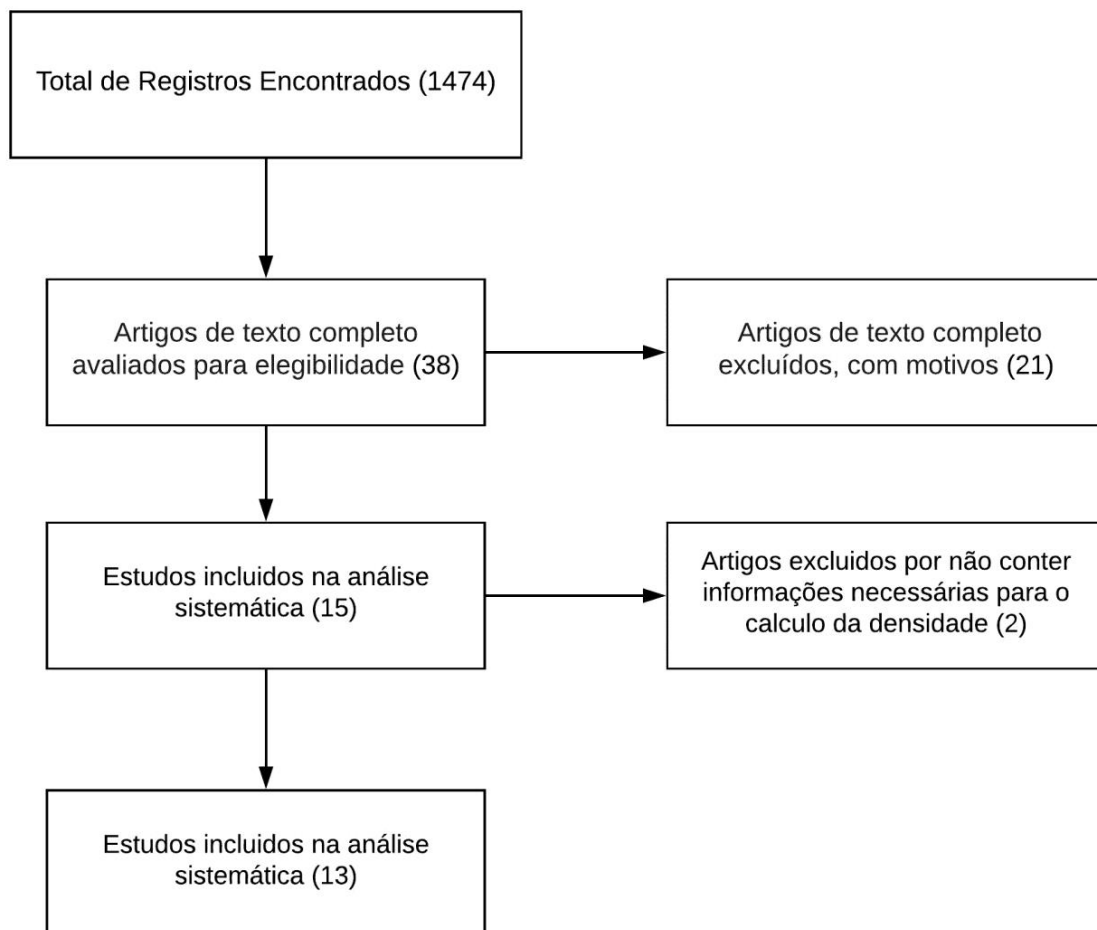 Total de Registros Encontrados (1474)
Artigos de texto completo
avaliados para elegibilidade (38)
Artigos de texto completo
excluídos, com motivos (21)
Estudos incluidos na análise
sistemática (15)
Artigos excluidos por não conter
informações necessárias para o
calculo da densidade (2)
Estudos incluidos na análise
sistemática (13)